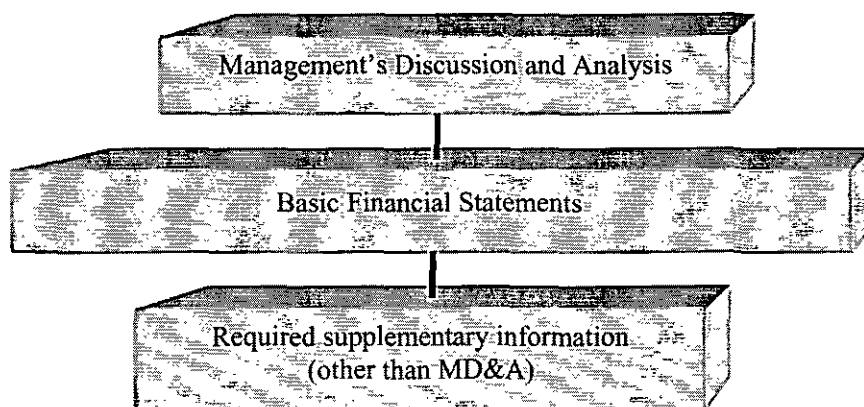 Management's Discussion and Analysis
Basic Financial Statements
Required supplementary information
(other than MD&A)